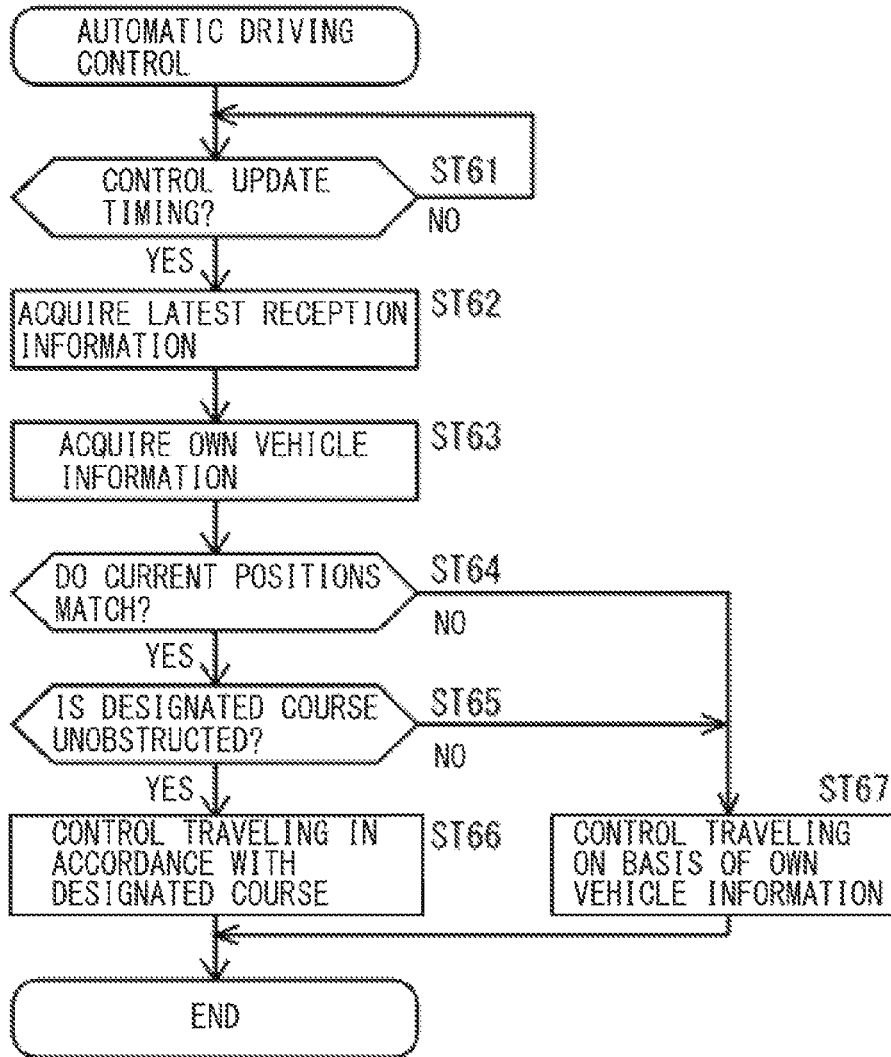 AUTOMATIC DRIVING
CONTROL
CONTROL UPDATE
TIMING?
ST61
NO
YES
ACQUIRE LATEST RECEPTION
INFORMATION
ST62
ACQUIRE OWN VEHICLE
INFORMATION
ST63
DO CURRENT POSITIONS
MATCH?
ST64
NO
YES
IS DESIGNATED COURSE
UNOBSTRUCTED?
ST65
NO
YES
CONTROL TRAVELING IN
ACCORDANCE WITH
DESIGNATED COURSE
ST66
ST67
CONTROL TRAVELING
ON BASIS OF OWN
VEHICLE INFORMATION
END